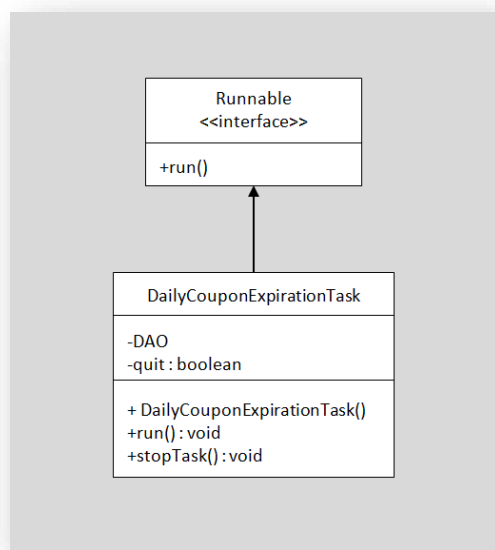 Runnable
<<interface>>
+run()
DailyCouponExpirationTask
-DAO
-quit : boolean
+ DailyCouponExpirationTask()
+run() : void
+stopTask() : void